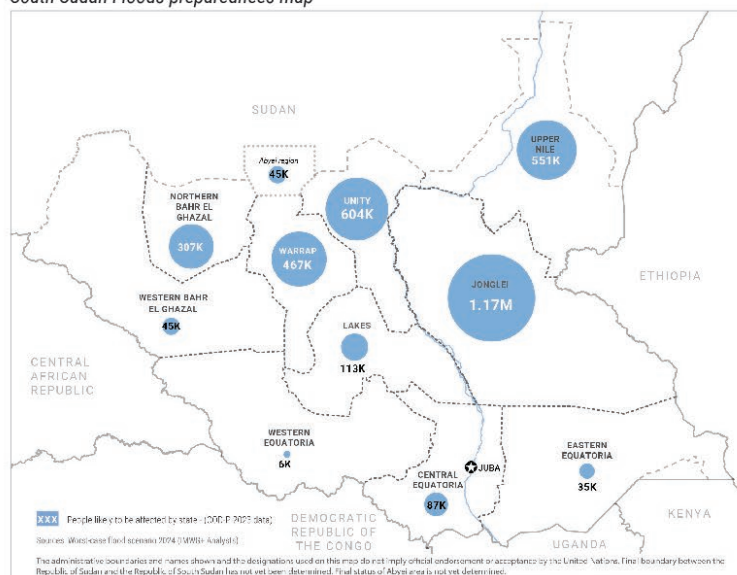 South Sudan Floods preparedness map
SUDAN
UPPER
NILE
551K
Abyei region
45K
NORTHERN
BAHR EL
GHAZAL
307K
UNITY
604K
WARRAP
467K
JONGLEI
1.17M
ETHIOPIA
WESTERN BAHR
EL GHAZAL
45K
LAKES
113K
CENTRAL
AFRICAN
REPUBLIC
WESTERN
EQUATORIA
6K
EASTERN
EQUATORIA
35K
JUBA
CENTRAL
EQUATORIA
87K
KENYA
UGANDA
DEMOCRATIC
REPUBLIC OF
THE CONGO
XXX People likely to be affected by state - (COD-P 2025 data)
Sources: Worst-case flood scenario 2024 (IMWG+ Analysis)
The administrative boundaries and names shown and the designations used on this map do not imply official endorsement or acceptance by the United Nations. Final boundary between the
Republic of Sudan and the Republic of South Sudan has not yet been determined. Final status of Abyei area is not yet determined.